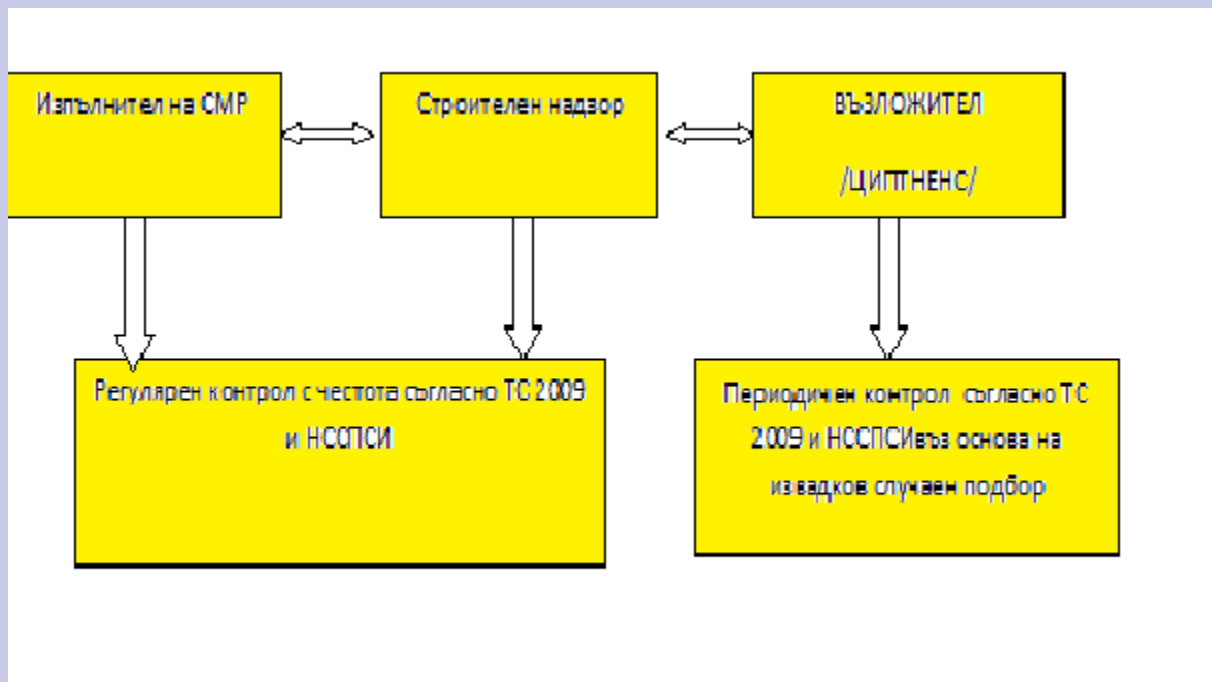 Изпълнител на СМР
Строителен надзор
ВЪЗЛОЖИТЕЛ
/ЦИПТНЕНС/
Регулярен контрол с честота съгласно ТС 2009
и НССПСИ
Периодичен контрол съгласно ТС
2009 и НССПСИвъз основа на
извадков случаен подбор